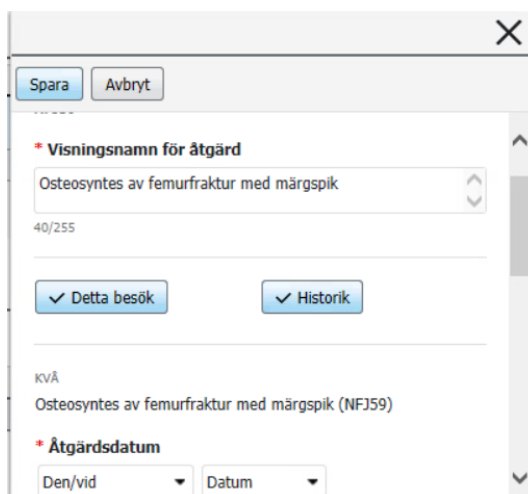 Spara Avbryt
* Visningsnamn för åtgärd
Osteosyntes av femurfraktur med märgspik
40/255
Detta besök Historik
KVÅ
Osteosyntes av femurfraktur med märgspik (NFJ59)
* Åtgärdsdatum
Den/vid Datum